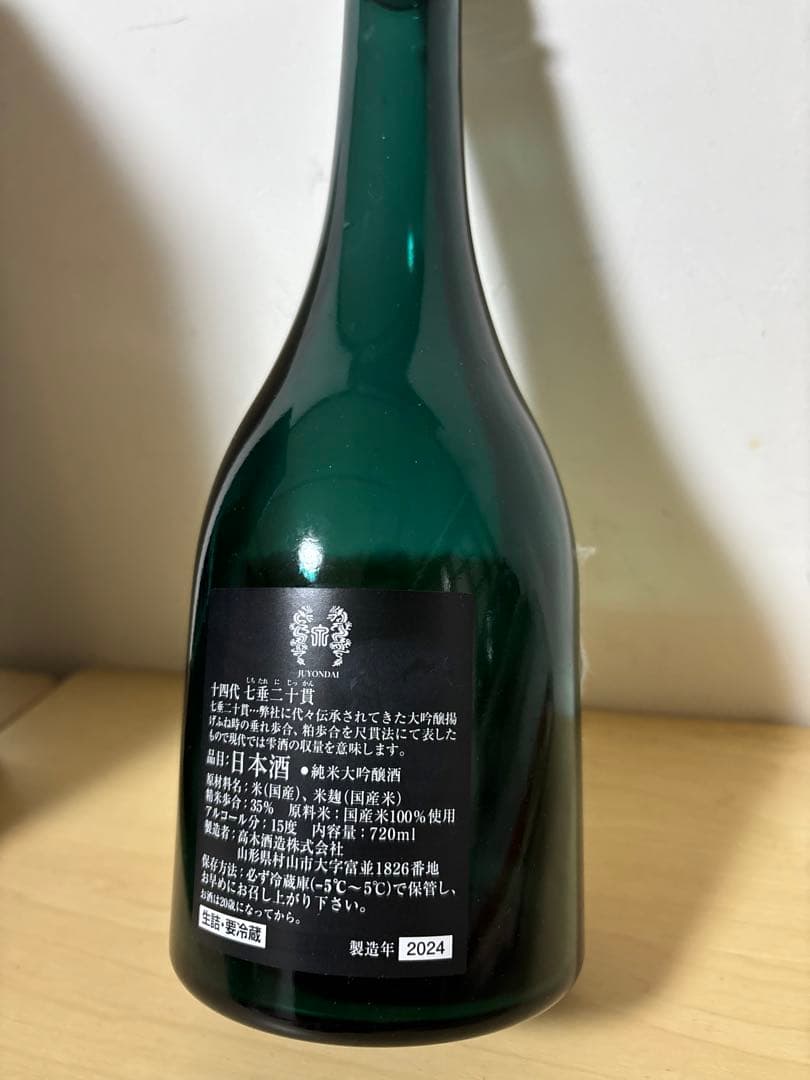 JUYONDAI
しち たれ に じっ かん
十四代 七垂二十貫
七垂二十貫…弊社に代々伝承されてきた大吟醸揚
げふね時の垂れ歩合、粕歩合を尺貫法にて表した
もので現代では雫酒の収量を意味します。
品目:日本酒 ●純米大吟醸酒
原材料名:米(国産)、米麹(国産米)
精米歩合:35% 原料米:国産米100%使用
アルコール分:15度 内容量:720ml
製造者:高木酒造株式会社
山形県村山市大字富並1826番地
保存方法:必ず冷蔵庫(−5℃〜5℃)で保管し、
お早めにお召し上がり下さい。
お酒は20歳になってから。
生詰・要冷蔵
製造年 2024